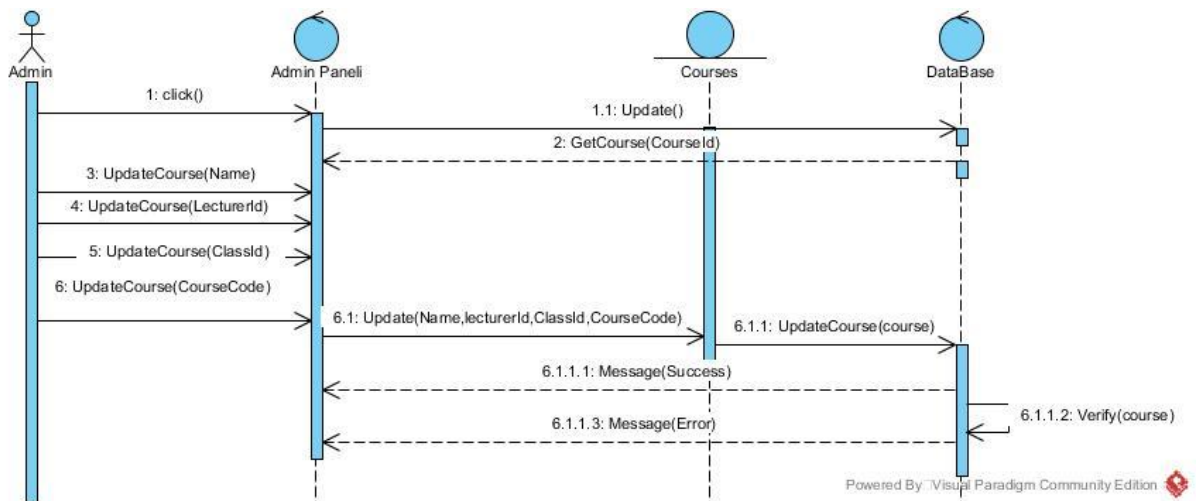 Admin
Admin Paneli
Courses
DataBase
1: click()
1.1: Update()
2: GetCourse(CourseId)
3: UpdateCourse(Name)
4: UpdateCourse(LecturerId)
5: UpdateCourse(ClassId)
6: UpdateCourse(CourseCode)
6.1: Update(Name,lecturerId,ClassId,CourseCode)
6.1.1: UpdateCourse(course)
6.1.1.1: Message(Success)
6.1.1.2: Verify(course)
6.1.1.3: Message(Error)
Powered By Visual Paradigm Community Edition